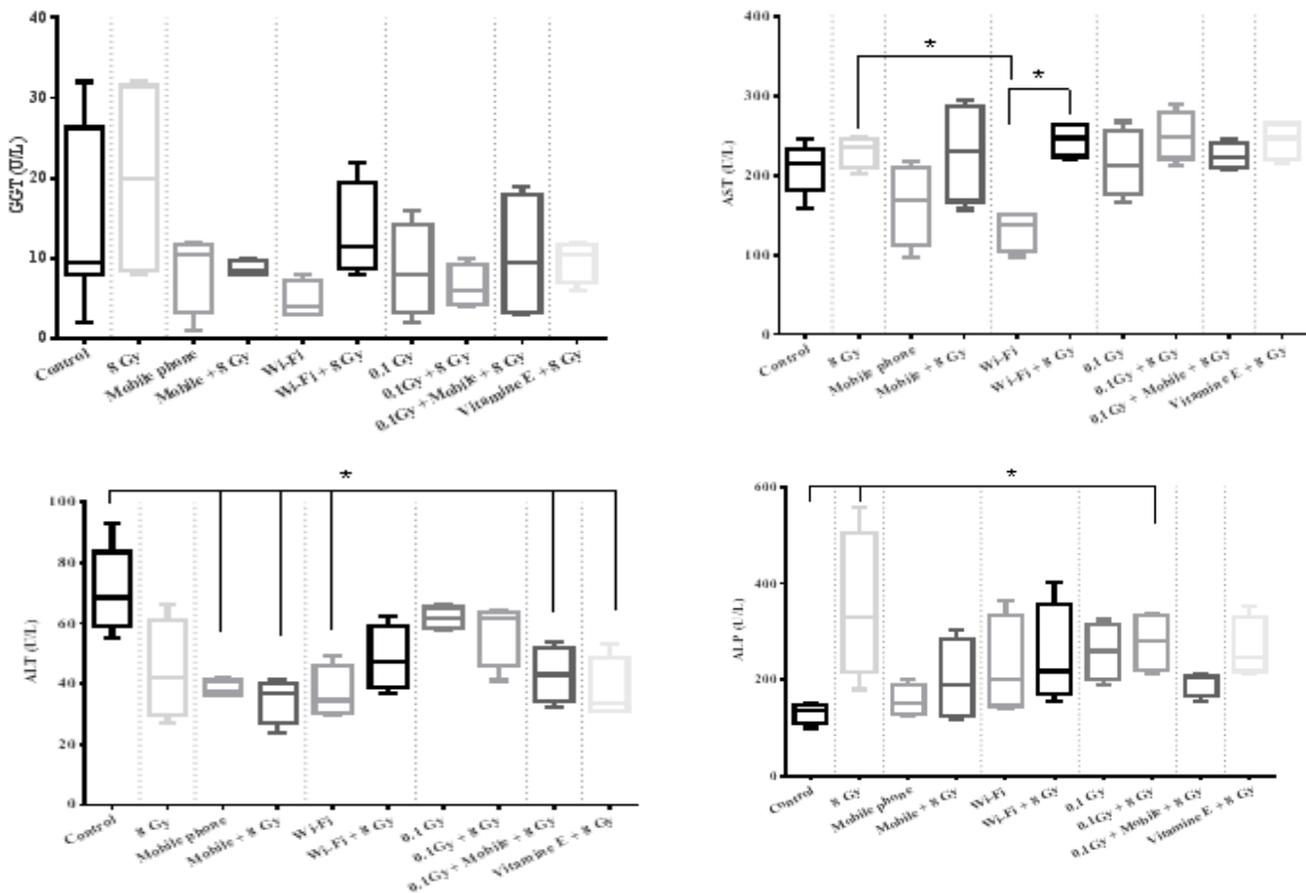 GGT (U/L)
40
30
20
10
0
Control
8 Gy
Mobile phone
Mobile + 8 Gy
Wi-Fi
Wi-Fi + 8 Gy
0.1 Gy
0.1Gy + 8 Gy
0.1Gy + Mobile + 8 Gy
Vitamine E + 8 Gy
AST (U/L)
400
300
200
100
0
*
*
Control
8 Gy
Mobile phone
Mobile + 8 Gy
Wi-Fi
Wi-Fi + 8 Gy
0.1 Gy
0.1Gy + 8 Gy
0.1Gy + Mobile + 8 Gy
Vitamine E + 8 Gy
ALT (U/L)
100
80
60
40
20
0
*
Control
8 Gy
Mobile phone
Mobile + 8 Gy
Wi-Fi
Wi-Fi + 8 Gy
0.1 Gy
0.1Gy + 8 Gy
0.1Gy + Mobile + 8 Gy
Vitamine E + 8 Gy
ALP (U/L)
600
400
200
0
*
Control
8 Gy
Mobile phone
Mobile + 8 Gy
Wi-Fi
Wi-Fi + 8 Gy
0.1 Gy
0.1Gy + 8 Gy
0.1Gy + Mobile + 8 Gy
Vitamine E + 8 Gy